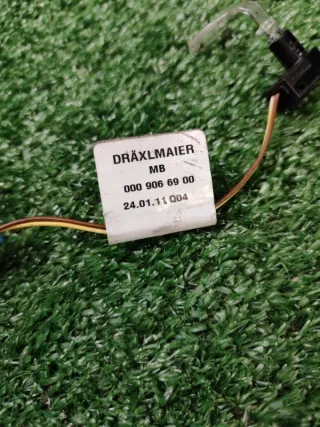 DRÄXLMAIER
MB
000 906 69 00
24.01.11 Q04